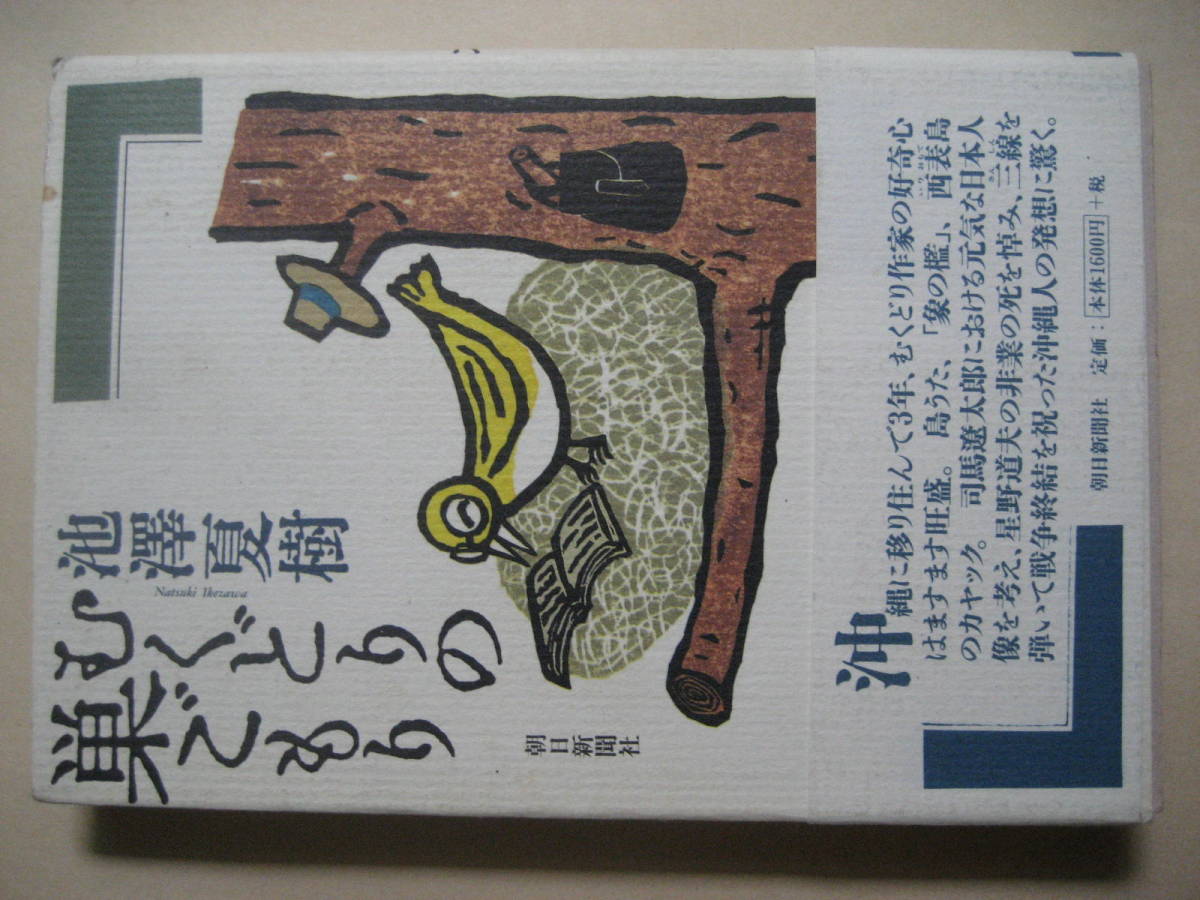 池澤夏樹
Natsuki Ikezawa
むくどりの
巣ごもり
朝日新聞社
沖縄に移り住んで3年、むくどり作家の好奇心
はますます旺盛。島うた、「象の檻」、西表島
のカヤック。司馬遼太郎における元気な日本人
像を考え、星野道夫の非業の死を悼み、三線を
弾いて戦争終結を祝った沖縄人の発想に驚く。
朝日新聞社 定価：本体1600円＋税